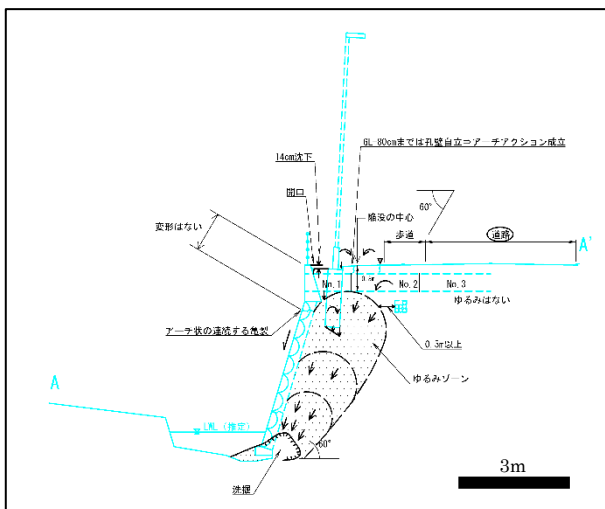 GL-80cmまでは孔壁自立⇒アーチアクション成立
14cm沈下
開口
60°
変形はない
陥没の中心
歩道
道路
A'
No.1
No.2
No.3
ゆるみはない
アーチ状の連続する亀裂
0.5m以上
ゆるみゾーン
A
LWL (推定)
60°
洗掘
3m